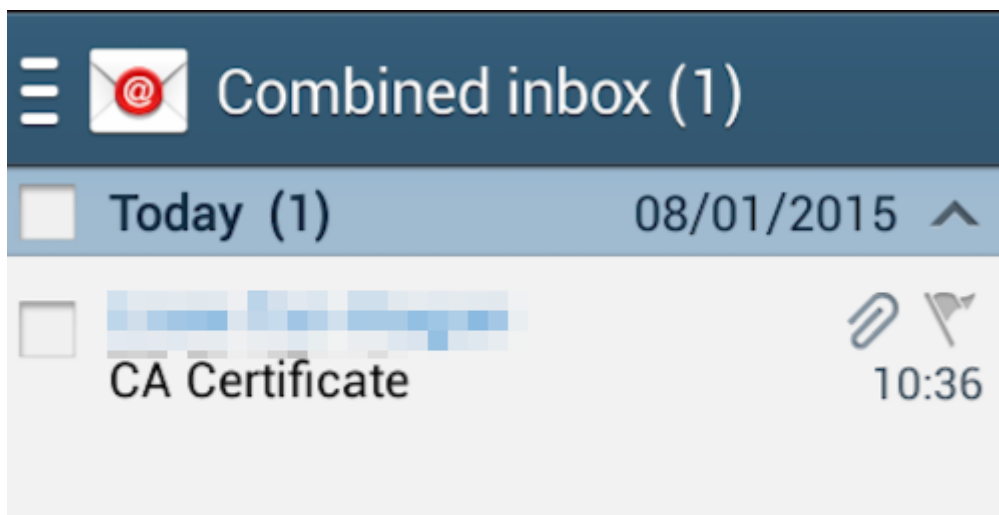 @ Combined inbox (1)
Today (1) 08/01/2015
CA Certificate 10:36